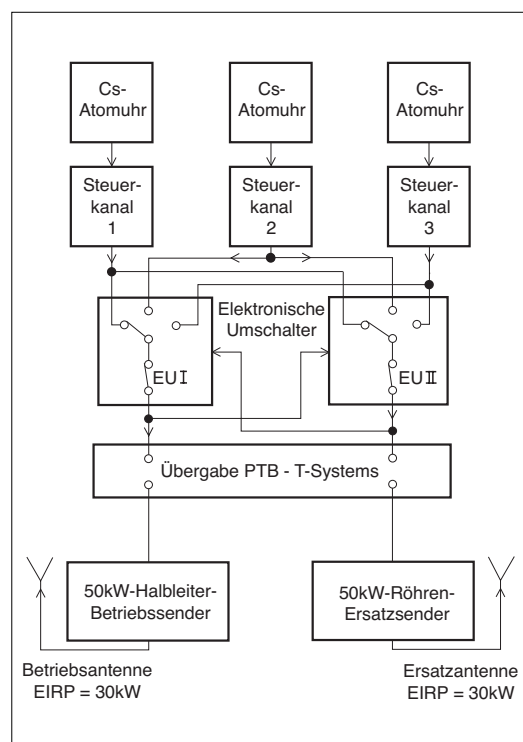 Cs-
Atomuhr
Cs-
Atomuhr
Cs-
Atomuhr
Steuer-
kanal
1
Steuer-
kanal
2
Steuer-
kanal
3
Elektronische
Umschalter
EU I
EU II
Übergabe PTB - T-Systems
50kW-Halbleiter-
Betriebssender
50kW-Röhren-
Ersatzsender
Betriebsantenne
EIRP = 30kW
Ersatzantenne
EIRP = 30kW